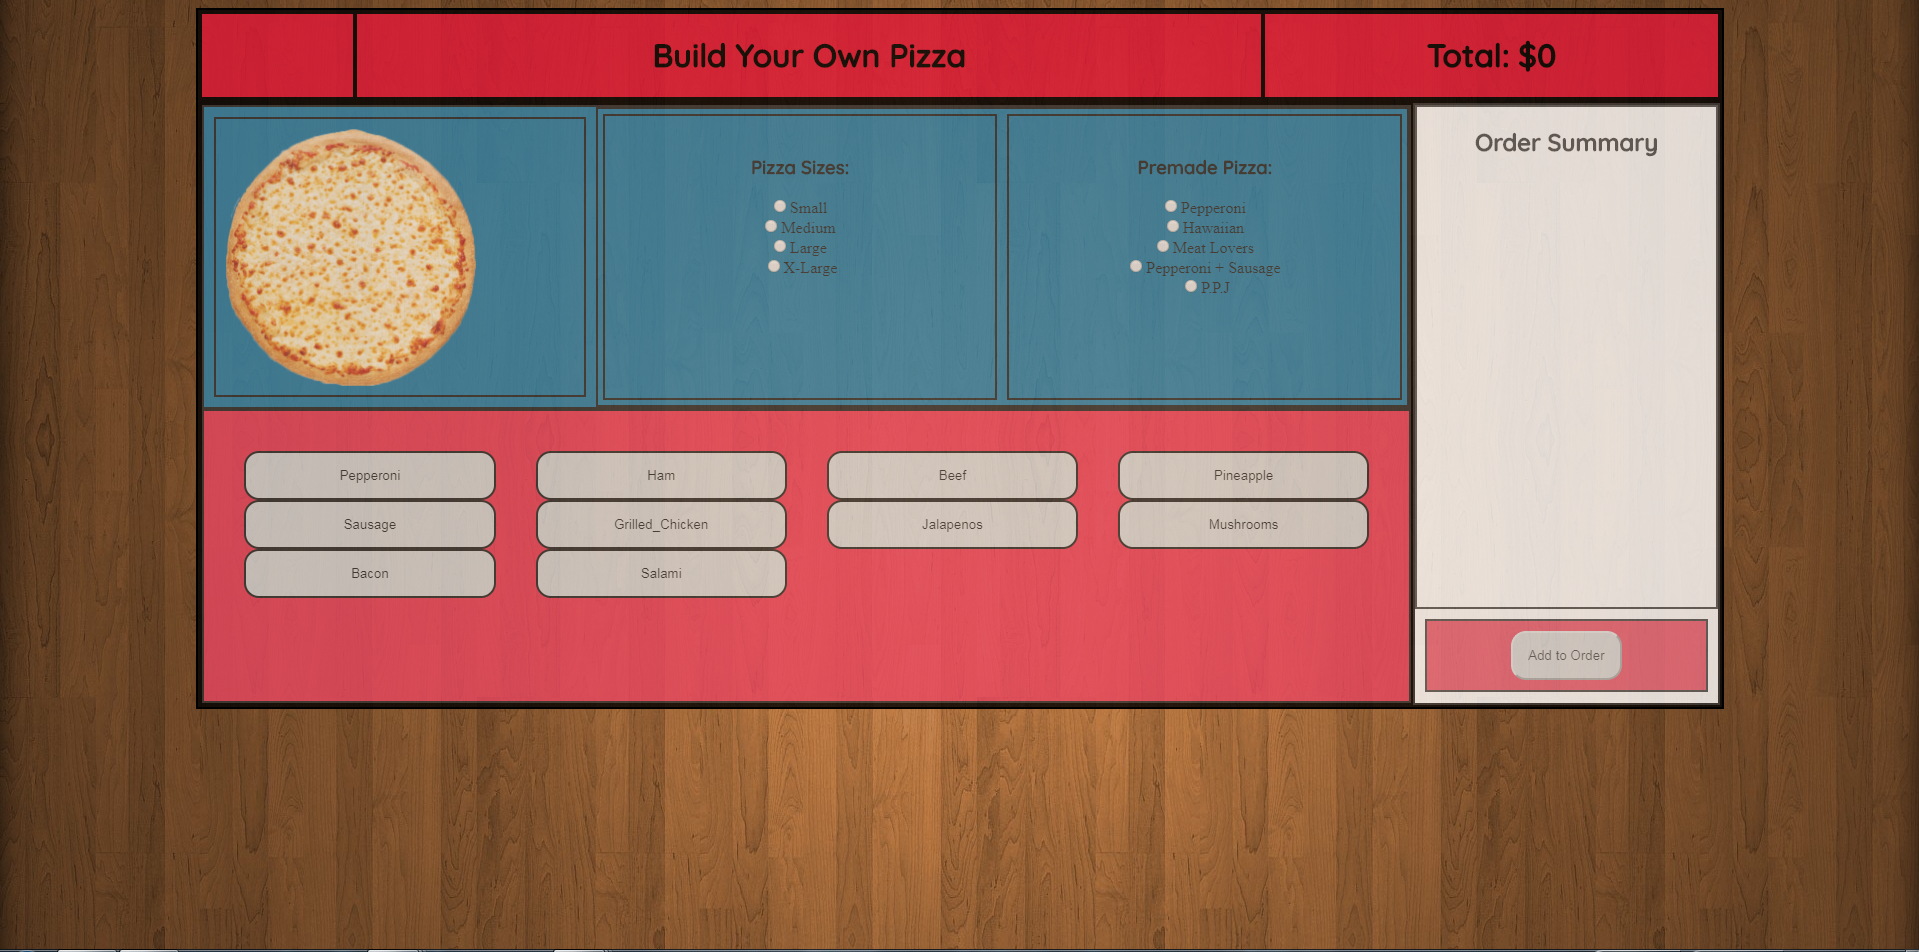 Build Your Own Pizza
Total: $0
Pizza Sizes:
Small
Medium
Large
X-Large
Premade Pizza:
Pepperoni
Hawaiian
Meat Lovers
Pepperoni + Sausage
P.P.J
Order Summary
Pepperoni
Ham
Beef
Pineapple
Sausage
Grilled_Chicken
Jalapenos
Mushrooms
Bacon
Salami
Add to Order